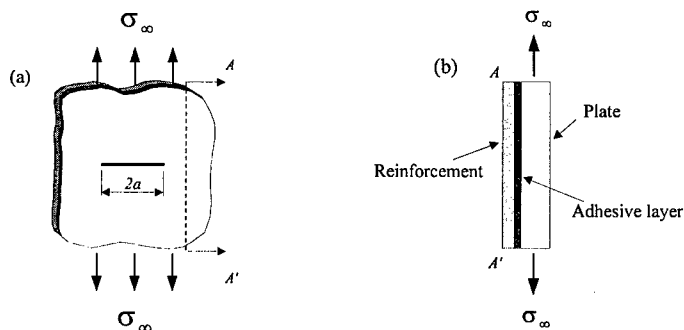 σ∞
(a)
A
2a
A'
σ∞
σ∞
(b)
A
Plate
Reinforcement
Adhesive layer
A'
σ∞